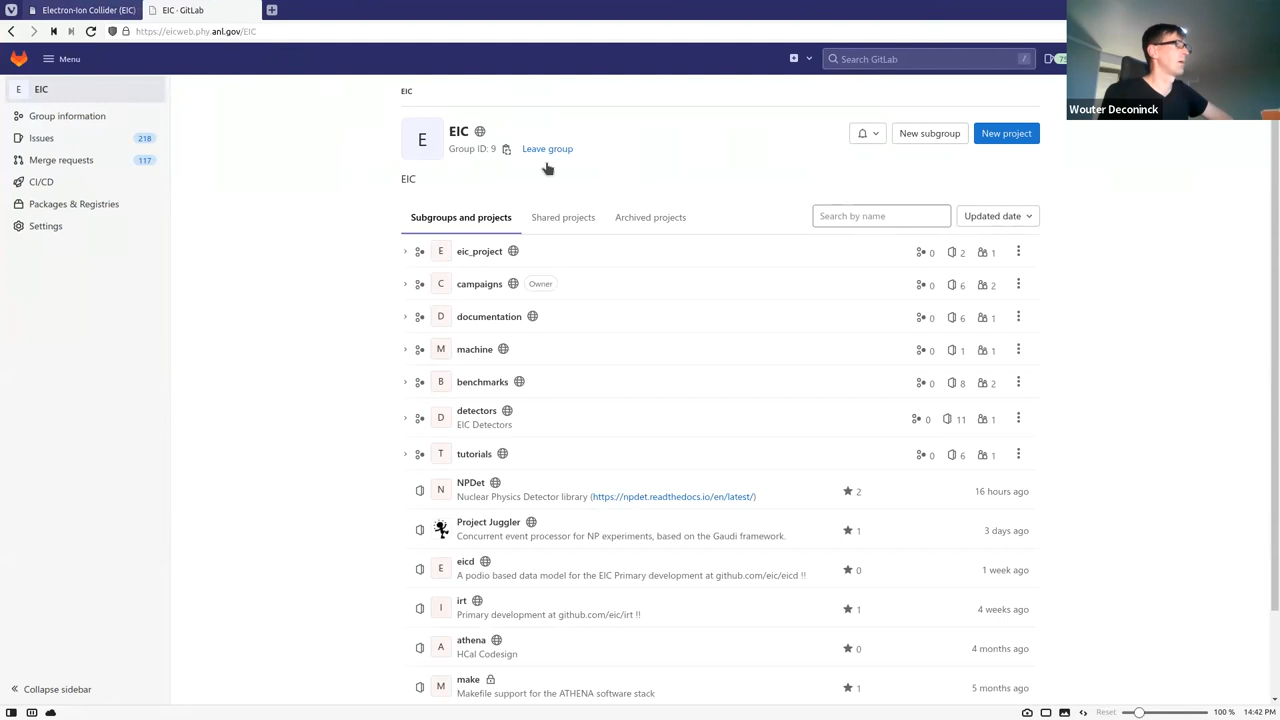 Electron-Ion Collider (EIC)
EIC · GitLab
https://eicweb.phy.anl.gov/EIC
Menu
Search GitLab
/
Wouter Deconinck
E EIC
Group information
Issues 218
Merge requests 117
CI/CD
Packages & Registries
Settings
Collapse sidebar
EIC
E
EIC
Group ID: 9
Leave group
New subgroup
New project
EIC
Subgroups and projects
Shared projects
Archived projects
Search by name
Updated date
E eic_project 0 2 1
C campaigns Owner 0 6 2
D documentation 0 6 1
M machine 0 1 1
B benchmarks 0 8 2
D detectors 0 11 1
EIC Detectors
T tutorials 0 6 1
N NPDet 2 16 hours ago
Nuclear Physics Detector library (https://npdet.readthedocs.io/en/latest/)
Project Juggler 1 3 days ago
Concurrent event processor for NP experiments, based on the Gaudi framework.
E eicd 0 1 week ago
A podio based data model for the EIC Primary development at github.com/eic/eicd !!
I irt 1 4 weeks ago
Primary development at github.com/eic/irt !!
A athena 0 4 months ago
HCal Codesign
M make 1 5 months ago
Makefile support for the ATHENA software stack
Reset
100 %
14:42 PM